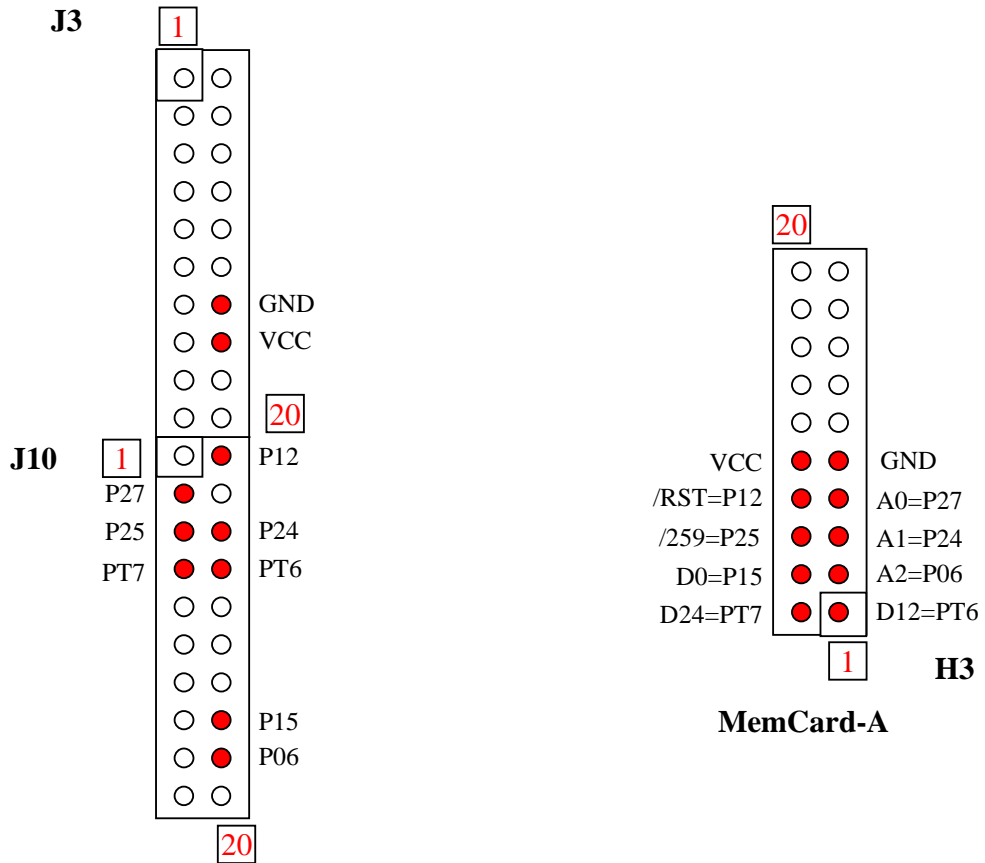 J3
1
GND
VCC
20
J10
1
P12
P27
P25
P24
PT7
PT6
P15
P06
20
20
VCC
GND
/RST=P12
A0=P27
/259=P25
A1=P24
D0=P15
A2=P06
D24=PT7
D12=PT6
1
H3
MemCard-A